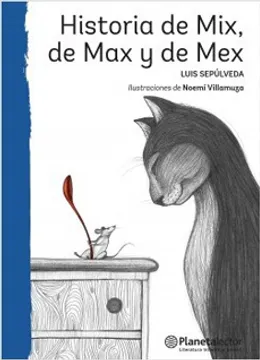 Historia de Mix,
de Max y de Mex
LUIS SEPÚLVEDA
Ilustraciones de Noemí Villamuza
Planetalector